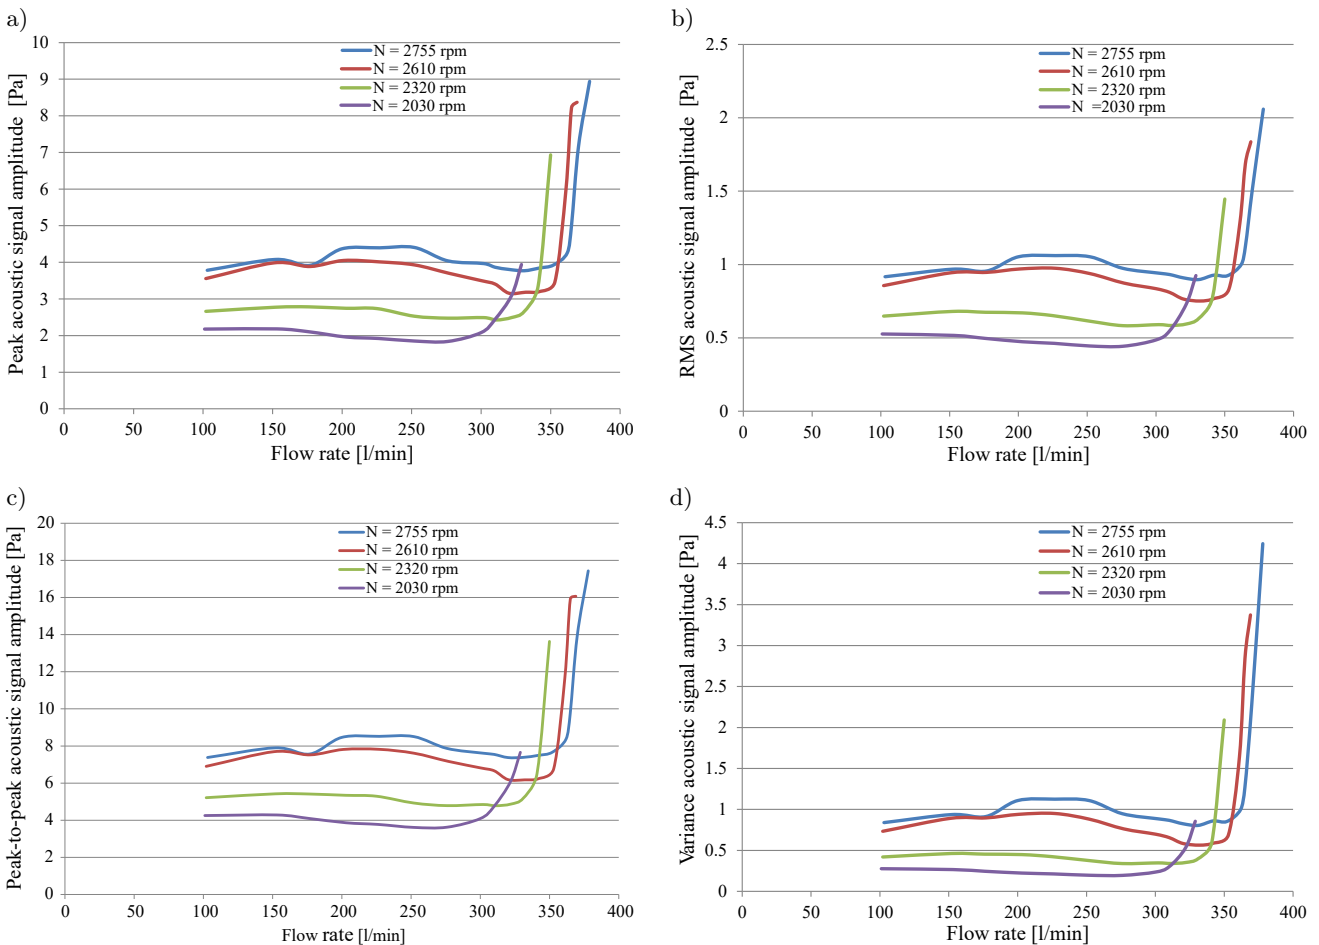 a)
Peak acoustic signal amplitude [Pa]
10
9
8
7
6
5
4
3
2
1
0
N = 2755 rpm
N = 2610 rpm
N = 2320 rpm
N = 2030 rpm
0 50 100 150 200 250 300 350 400
Flow rate [l/min]
b)
RMS acoustic signal amplitude [Pa]
2.5
2
1.5
1
0.5
0
N = 2755 rpm
N = 2610 rpm
N = 2320 rpm
N =2030 rpm
0 50 100 150 200 250 300 350 400
Flow rate [l/min]
c)
Peak-to-peak acoustic signal amplitude [Pa]
20
18
16
14
12
10
8
6
4
2
0
N = 2755 rpm
N = 2610 rpm
N = 2320 rpm
N = 2030 rpm
0 50 100 150 200 250 300 350 400
Flow rate [l/min]
d)
Variance acoustic signal amplitude [Pa]
4.5
4
3.5
3
2.5
2
1.5
1
0.5
0
N = 2755 rpm
N = 2610 rpm
N = 2320 rpm
N = 2030 rpm
0 50 100 150 200 250 300 350 400
Flow rate [l/min]